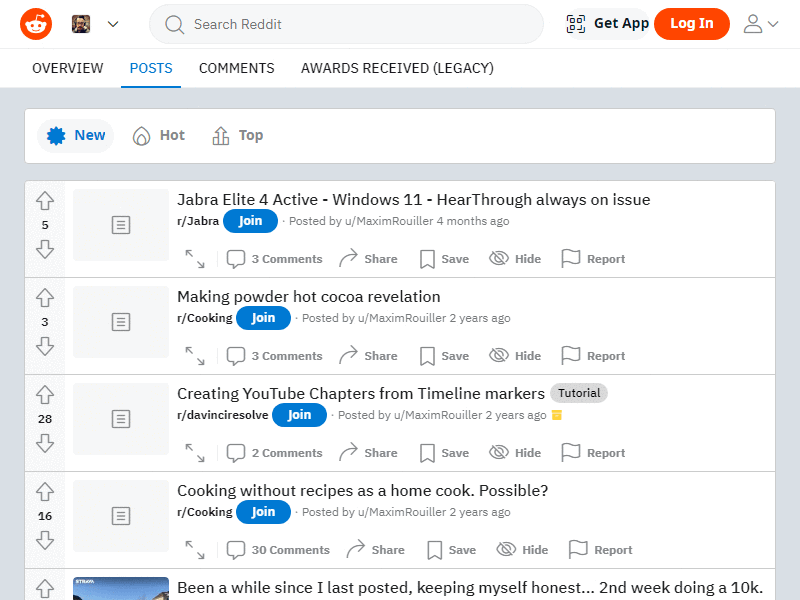 Search Reddit
Get App
Log In
OVERVIEW POSTS COMMENTS AWARDS RECEIVED (LEGACY)
New Hot Top
5
Jabra Elite 4 Active - Windows 11 - HearThrough always on issue
r/Jabra Join · Posted by u/MaximRouiller 4 months ago
3 Comments Share Save Hide Report
3
Making powder hot cocoa revelation
r/Cooking Join · Posted by u/MaximRouiller 2 years ago
3 Comments Share Save Hide Report
28
Creating YouTube Chapters from Timeline markers Tutorial
r/davinciresolve Join · Posted by u/MaximRouiller 2 years ago
2 Comments Share Save Hide Report
16
Cooking without recipes as a home cook. Possible?
r/Cooking Join · Posted by u/MaximRouiller 2 years ago
30 Comments Share Save Hide Report
STRAVA
Been a while since I last posted, keeping myself honest... 2nd week doing a 10k.